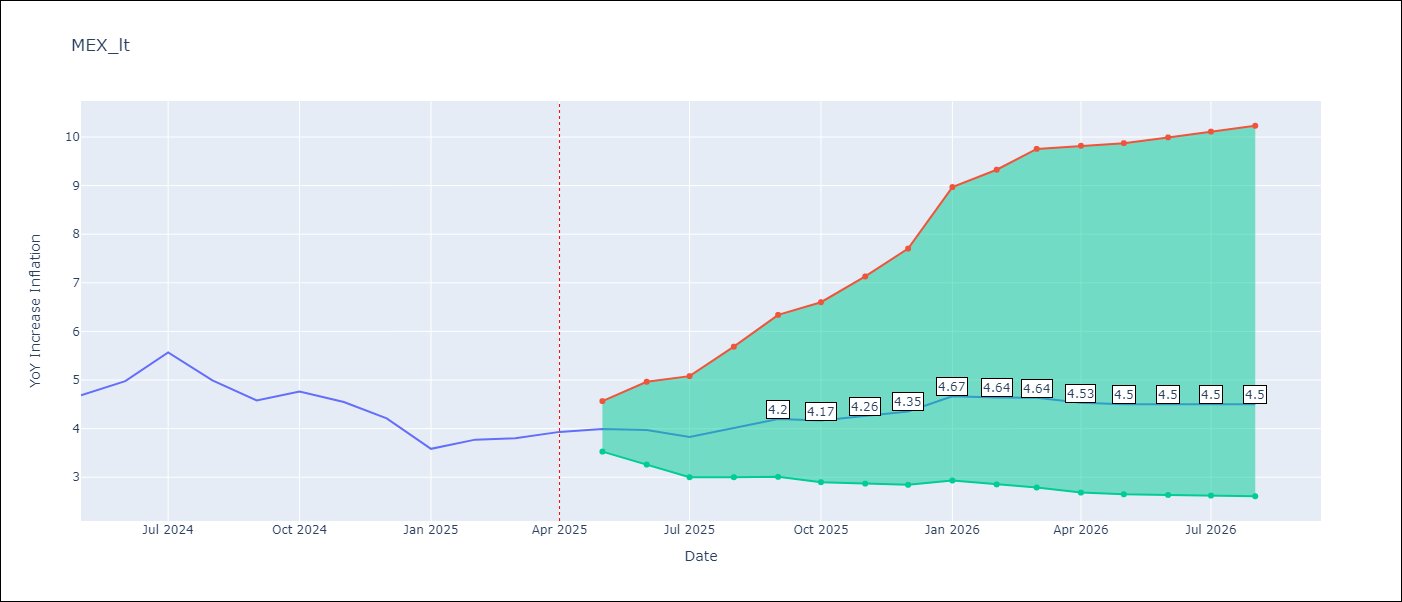 MEX_lt
10
9
8
7
6
5
4
3
YoY Increase Inflation
4.2
4.17
4.26
4.35
4.67
4.64
4.64
4.53
4.5
4.5
4.5
4.5
Jul 2024
Oct 2024
Jan 2025
Apr 2025
Jul 2025
Oct 2025
Jan 2026
Apr 2026
Jul 2026
Date